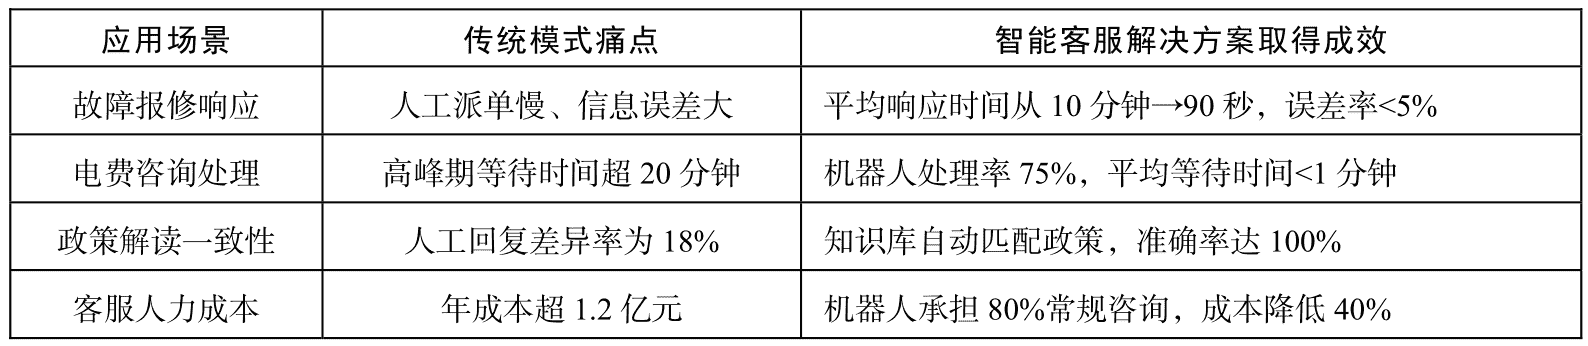 应用场景 传统模式痛点 智能客服解决方案取得成效
故障报修响应 人工派单慢、信息误差大 平均响应时间从 10 分钟→90 秒，误差率<5%
电费咨询处理 高峰期等待时间超 20 分钟 机器人处理率 75%，平均等待时间<1 分钟
政策解读一致性 人工回复差异率为 18% 知识库自动匹配政策，准确率达 100%
客服人力成本 年成本超 1.2 亿元 机器人承担 80%常规咨询，成本降低 40%